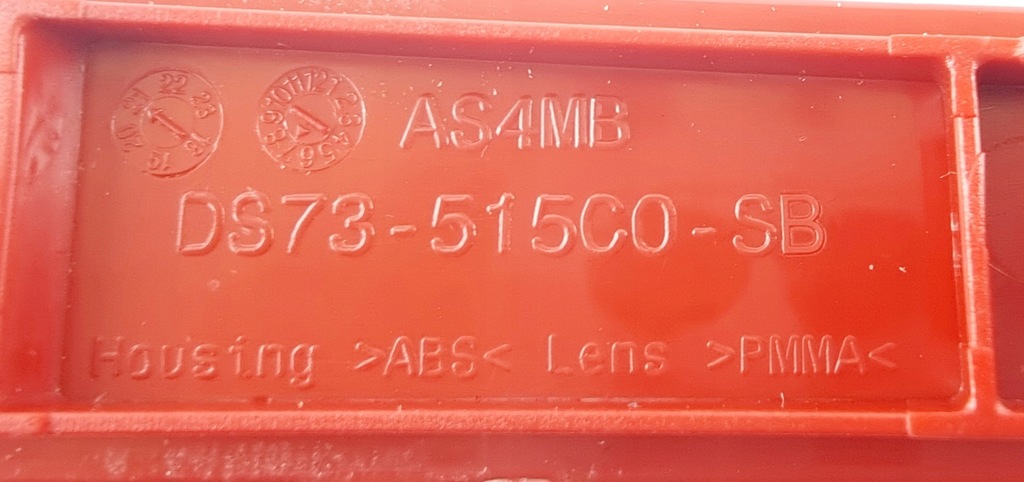 AS4MB
DS73-515C0-SB
Housing >ABS< Lens >PMMA<